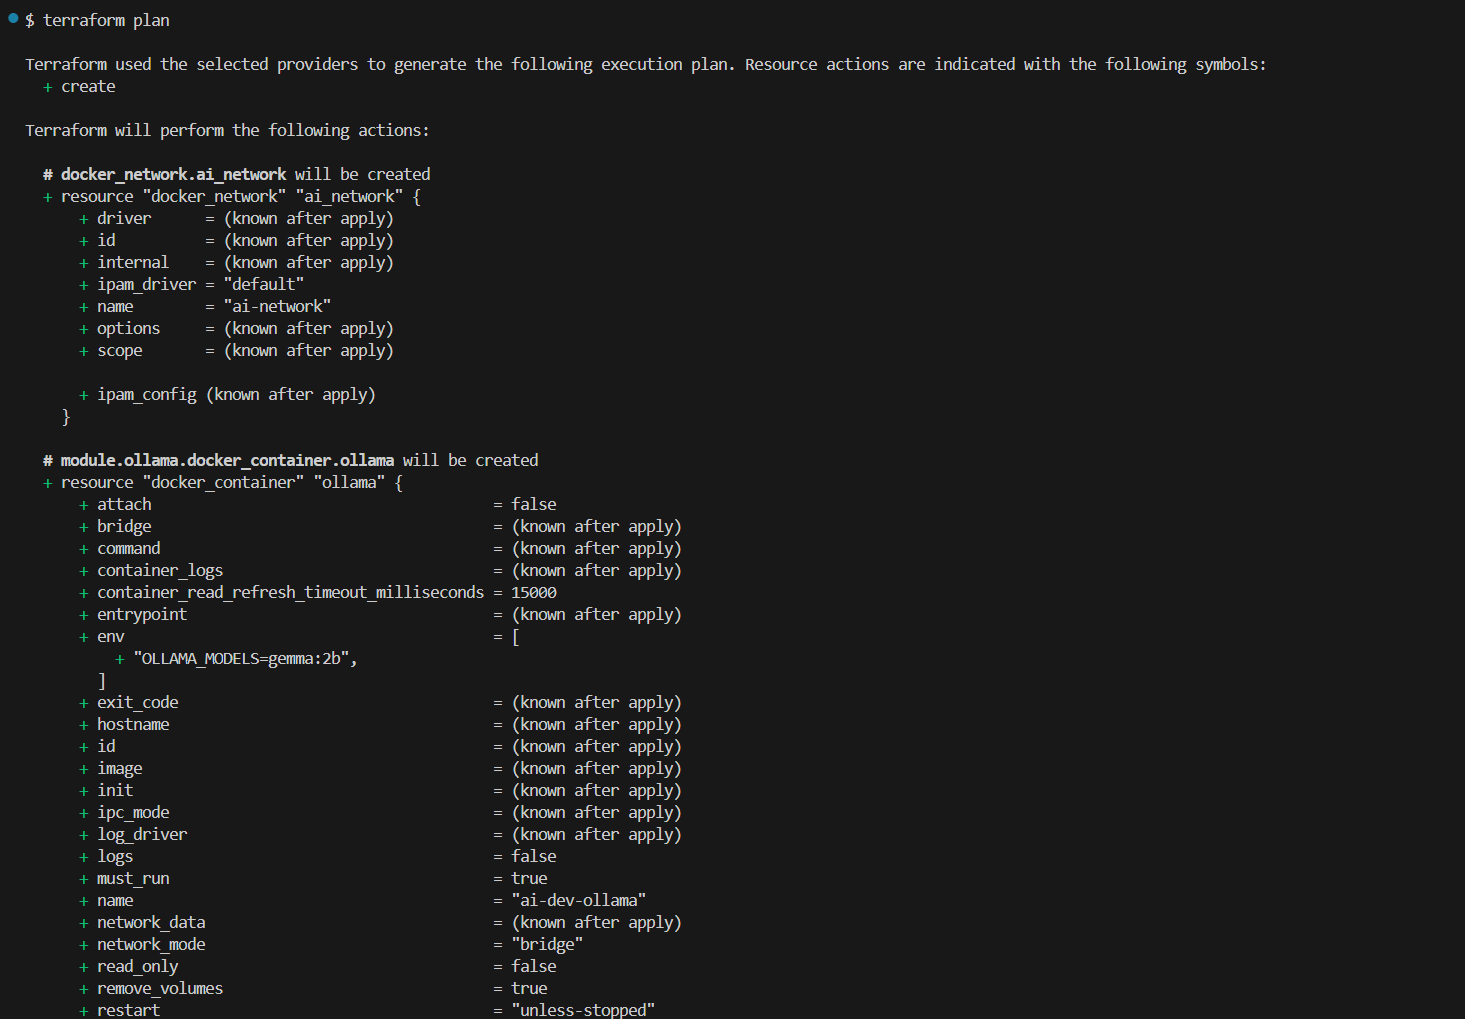 $ terraform plan
Terraform used the selected providers to generate the following execution plan. Resource actions are indicated with the following symbols:
+ create
Terraform will perform the following actions:
# docker_network.ai_network will be created
+ resource "docker_network" "ai_network" {
+ driver = (known after apply)
+ id = (known after apply)
+ internal = (known after apply)
+ ipam_driver = "default"
+ name = "ai-network"
+ options = (known after apply)
+ scope = (known after apply)
+ ipam_config (known after apply)
}
# module.ollama.docker_container.ollama will be created
+ resource "docker_container" "ollama" {
+ attach = false
+ bridge = (known after apply)
+ command = (known after apply)
+ container_logs = (known after apply)
+ container_read_refresh_timeout_milliseconds = 15000
+ entrypoint = (known after apply)
+ env = [
+ "OLLAMA_MODELS=gemma:2b",
]
+ exit_code = (known after apply)
+ hostname = (known after apply)
+ id = (known after apply)
+ image = (known after apply)
+ init = (known after apply)
+ ipc_mode = (known after apply)
+ log_driver = (known after apply)
+ logs = false
+ must_run = true
+ name = "ai-dev-ollama"
+ network_data = (known after apply)
+ network_mode = "bridge"
+ read_only = false
+ remove_volumes = true
+ restart = "unless-stopped"